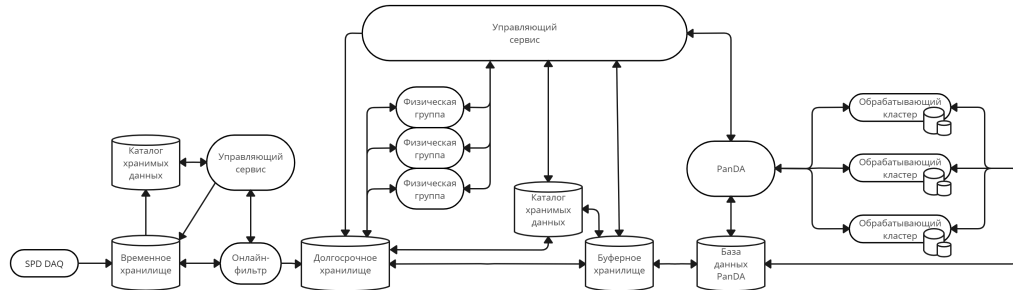 Управляющий
сервис
Физическая
группа
Физическая
группа
Физическая
группа
Обрабатывающий
кластер
Обрабатывающий
кластер
Обрабатывающий
кластер
Каталог
хранимых
данных
Управляющий
сервис
PanDA
Каталог
хранимых
данных
SPD DAQ
Временное
хранилище
Онлайн-
фильтр
Долгосрочное
хранилище
Буферное
хранилище
База
данных
PanDA